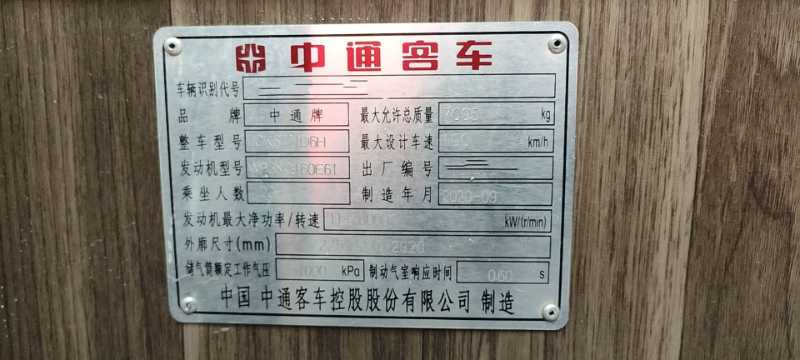 中通客车
车辆识别代号
品牌 中通牌 最大允许总质量 kg
整车型号 最大设计车速 km/h
发动机型号 出厂编号
乘坐人数 制造年月 2020-09
发动机最大净功率/转速 kW(r/min)
外廓尺寸(mm)
储气筒额定工作气压 kPa 制动气室响应时间 0.60 s
中国 中通客车控股股份有限公司 制造